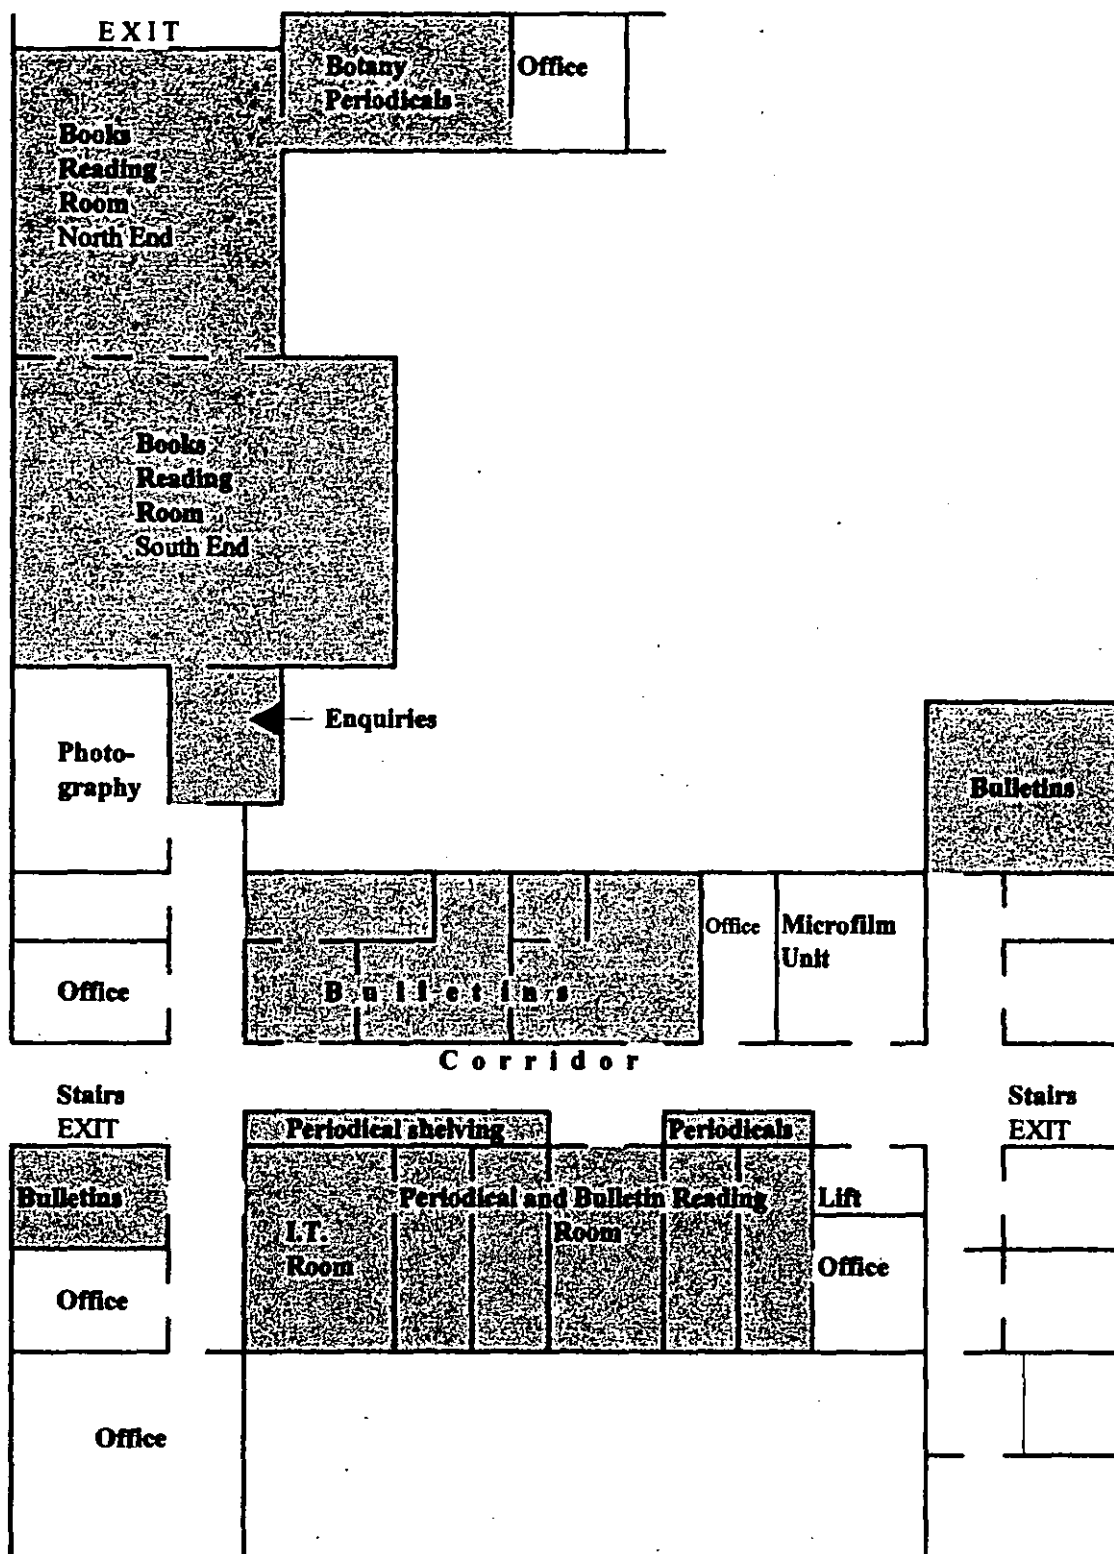 EXIT
Botany
Periodicals
Office
Books
Reading
Room
North End
Books
Reading
Room
South End
Enquiries
Photo-
graphy
Bulletins
Office
Microfilm
Unit
Office
Bulletins
Corridor
Stairs
EXIT
Stairs
EXIT
Periodical shelving
Periodicals
Bulletins
Periodical and Bulletin Reading
Room
Lift
I.T.
Room
Office
Office
Office